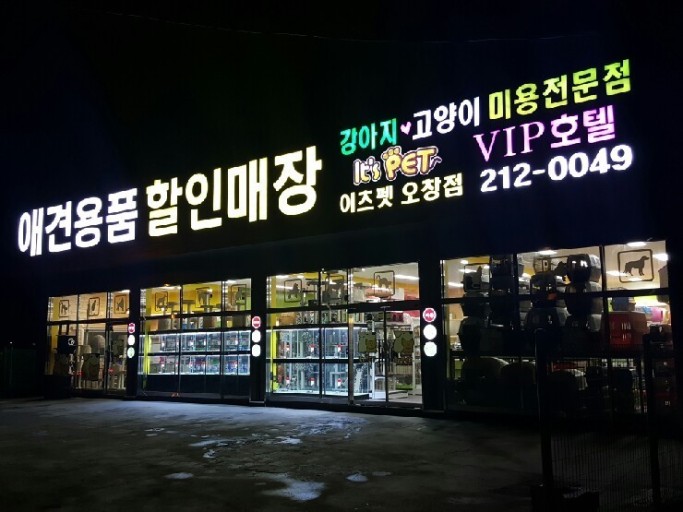 애견용품 할인매장
강아지♥고양이 미용전문점
It's PET
VIP호텔
이츠펫 오창점
212-0049